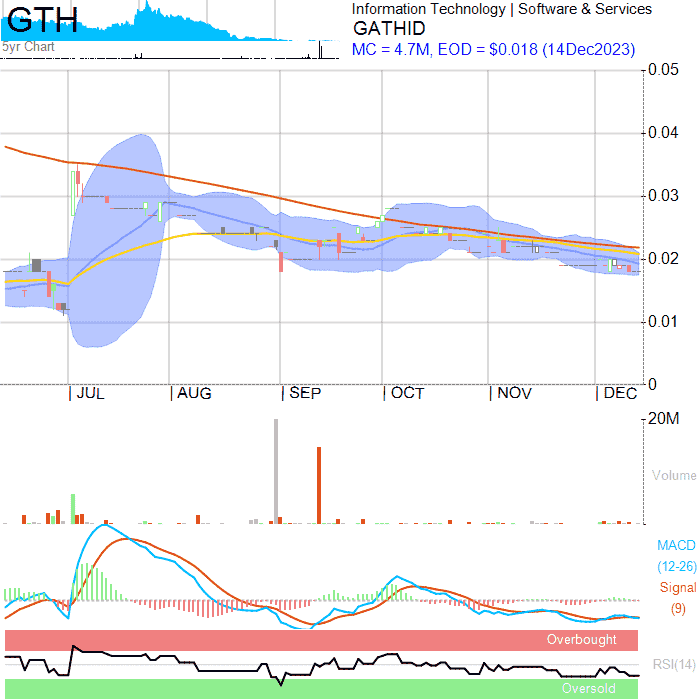 GTH
5yr Chart
Information Technology | Software & Services
GATHID
MC = 4.7M, EOD = $0.018 (14Dec2023)
0.05
0.04
0.03
0.02
0.01
0
| JUL | AUG | SEP | OCT | NOV | DEC
20M
Volume
MACD
(12-26)
Signal
(9)
Overbought
RSI(14)
Oversold